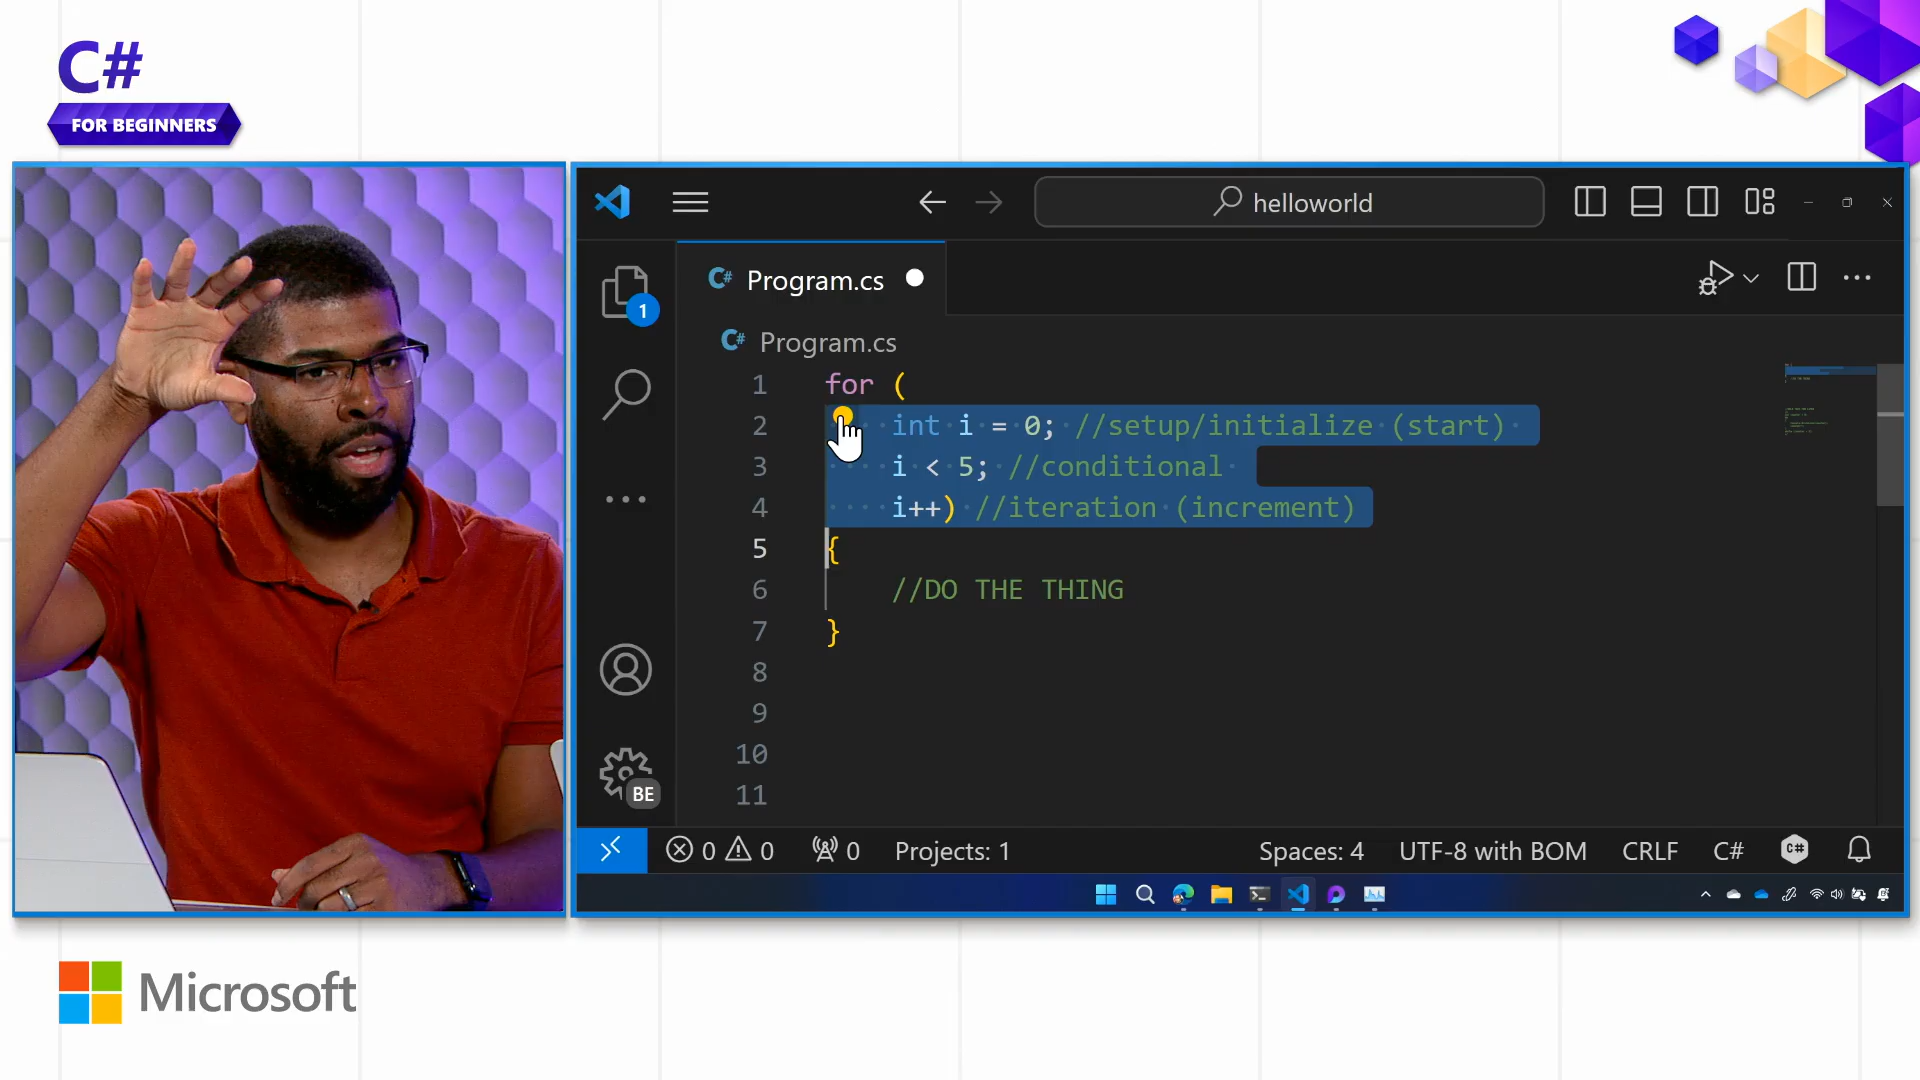 C#
FOR BEGINNERS
helloworld
C# Program.cs
1
C# Program.cs
1 for (
2 int i = 0; //setup/initialize (start)
3 i < 5; //conditional
4 i++) //iteration (increment)
5 {
6 //DO THE THING
7 }
8
9
10
11
BE
0 0 0 Projects: 1 Spaces: 4 UTF-8 with BOM CRLF C# C#
Microsoft